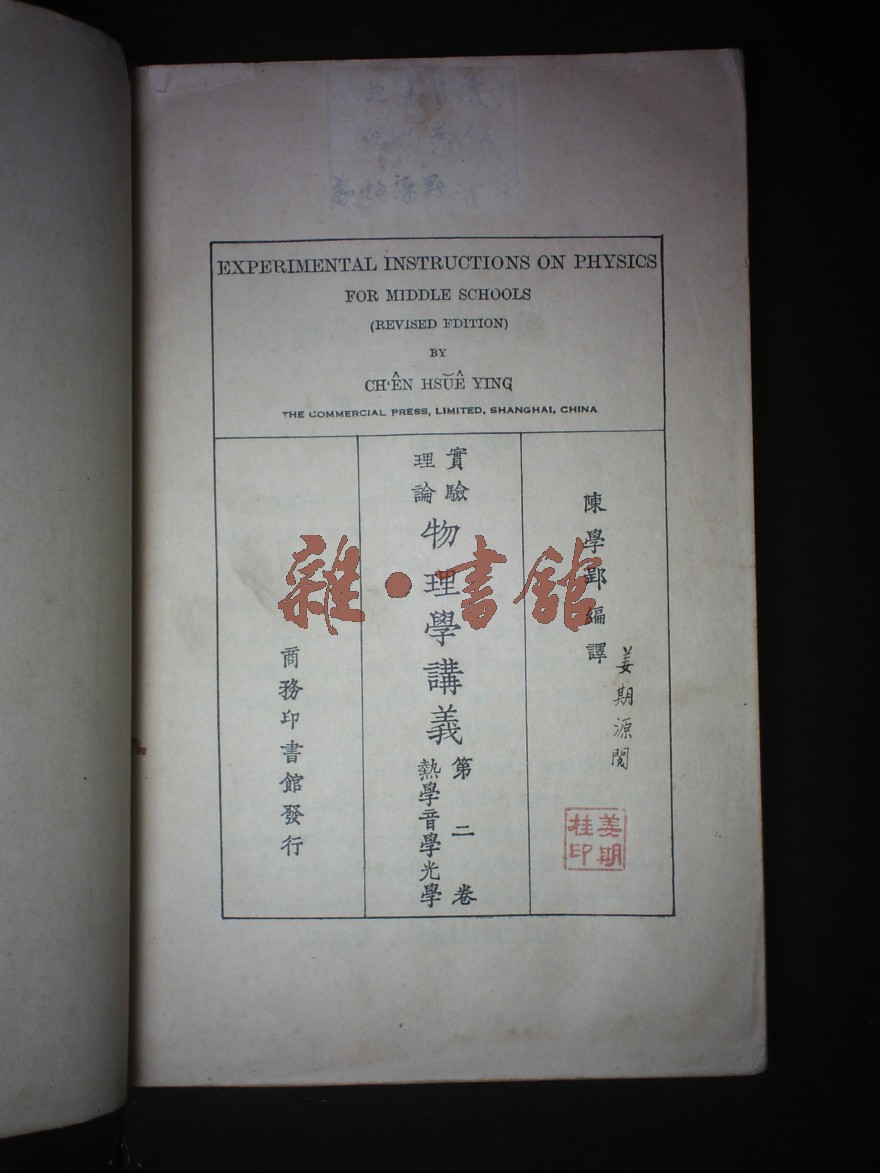 EXPERIMENTAL INSTRUCTIONS ON PHYSICS
FOR MIDDLE SCHOOLS
(REVISED EDITION)
BY
CH‘ÊN HSŬÊ YING
THE COMMERCIAL PRESS, LIMITED, SHANGHAI, CHINA
陳學郢編譯
姜期源閱
姜期桂印
實驗
理論
物理學講義
第二卷
熱學音學光學
商務印書館發行
雜·書館